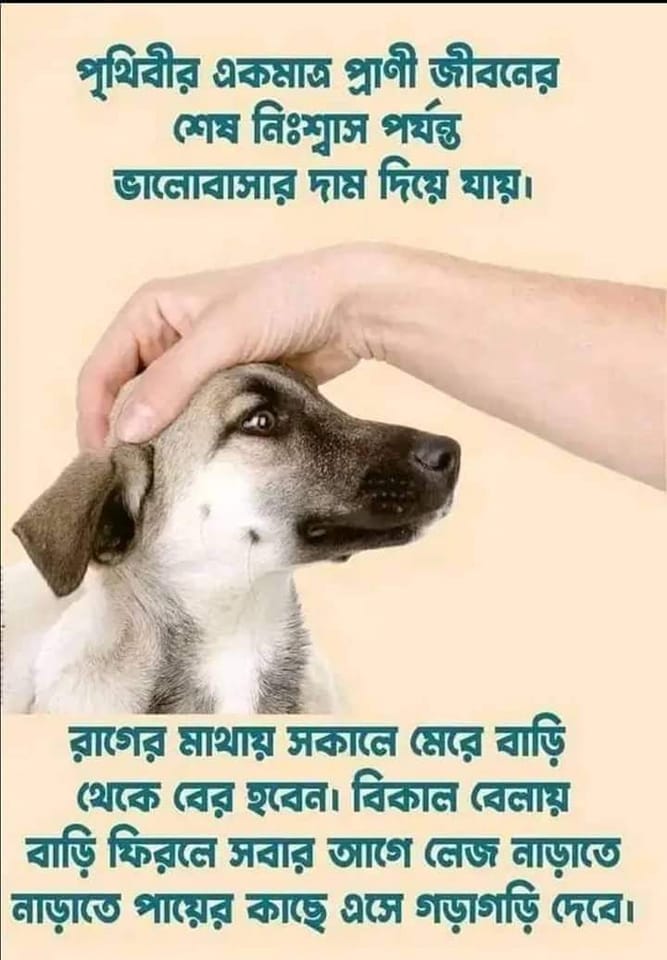 পৃথিবীর একমাত্র প্রাণী জীবনের
শেষ নিঃশ্বাস পর্যন্ত
ভালোবাসার দাম দিয়ে যায়।
রাগের মাথায় সকালে মেরে বাড়ি
থেকে বের হবেন। বিকাল বেলায়
বাড়ি ফিরলে সবার আগে লেজ নাড়াতে
নাড়াতে পায়ের কাছে এসে গড়াগড়ি দেবে।